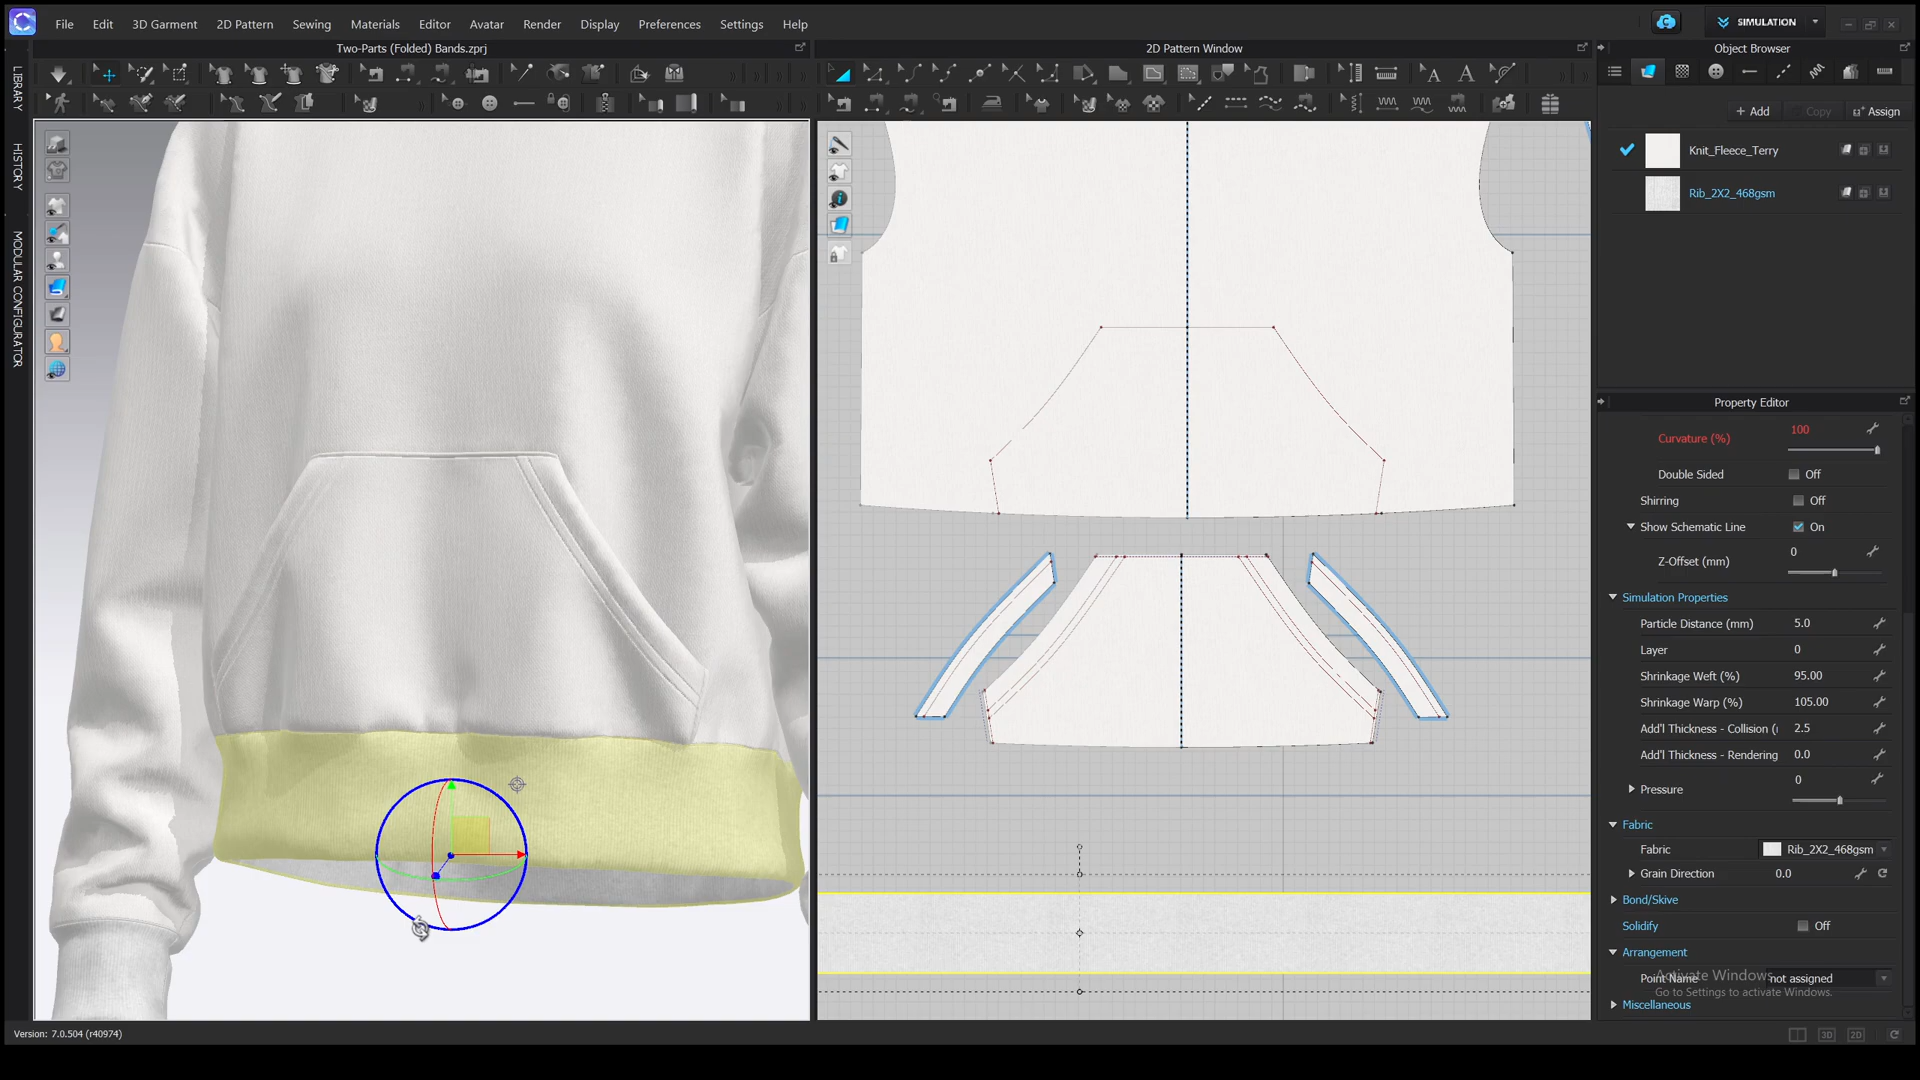 File
Edit
3D Garment
2D Pattern
Sewing
Materials
Editor
Avatar
Render
Display
Preferences
Settings
Help
SIMULATION
Two-Parts (Folded) Bands.zprj
2D Pattern Window
Object Browser
LIBRARY
HISTORY
MODULAR CONFIGURATOR
+ Add
Copy
Assign
Knit_Fleece_Terry
Rib_2X2_468gsm
Property Editor
Curvature (%)
100
Double Sided
Off
Shirring
Off
Show Schematic Line
On
Z-Offset (mm)
0
Simulation Properties
Particle Distance (mm)
5.0
Layer
0
Shrinkage Weft (%)
95.00
Shrinkage Warp (%)
105.00
Add'l Thickness - Collision (
2.5
Add'l Thickness - Rendering
0.0
Pressure
0
Fabric
Fabric
Rib_2X2_468gsm
Grain Direction
0.0
Bond/Skive
Solidify
Off
Arrangement
Point Name
not assigned
Activate Windows
Go to Settings to activate Windows.
Miscellaneous
Version: 7.0.504 (r40974)
3D
2D